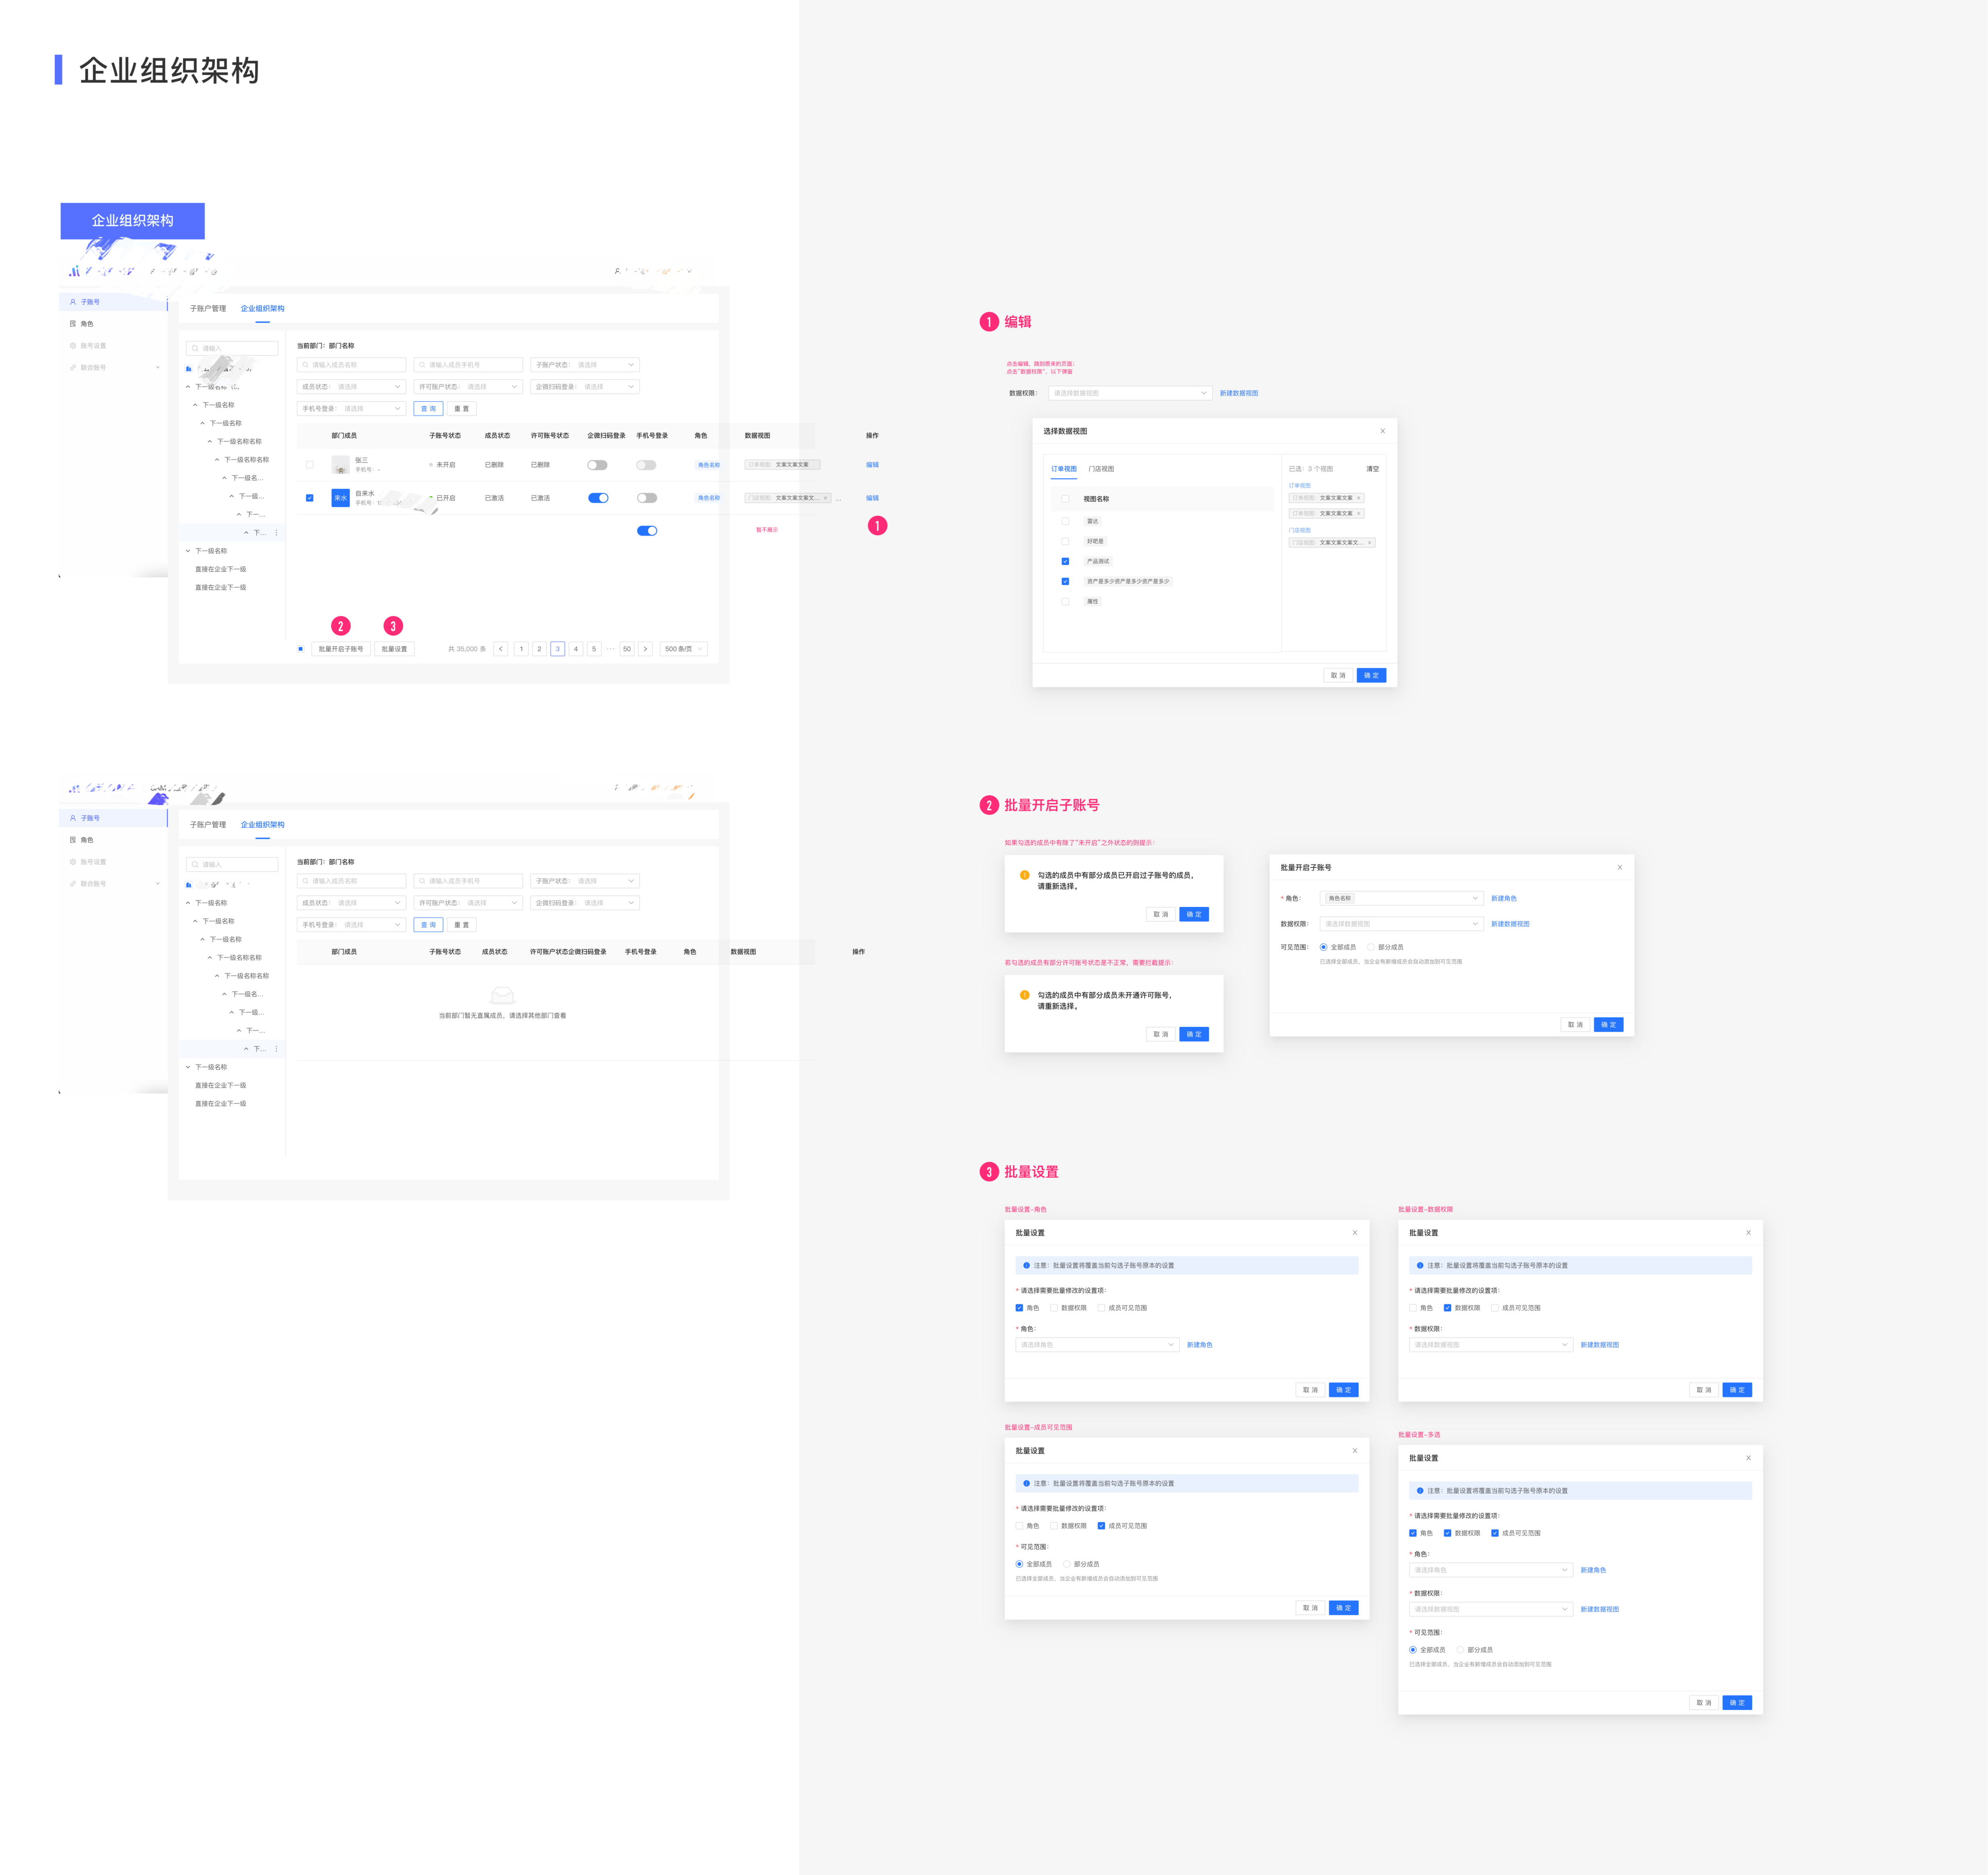 企业组织架构
企业组织架构
子账号
角色
账号设置
联合账号
子账户管理 企业组织架构
请输入
下一级名称
下一级名称
下一级名称
下一级名称名称
下一级名称名称
下一级名...
下一级...
下一...
下...
下一级名称
直接在企业下一级
直接在企业下一级
当前部门：部门名称
请输入成员名称 请输入成员手机号 子账户状态： 请选择
成员状态： 请选择 许可账户状态： 请选择 企微扫码登录： 请选择
手机号登录： 请选择 查 询 重 置
部门成员 子账号状态 成员状态 许可账号状态 企微扫码登录 手机号登录 角色 数据视图 操作
张三
手机号：-
未开启 已删除 已删除 角色名称 订单视图: 文案文案文案 编辑
来水 自来水
手机号：
已开启 已激活 已激活 角色名称 门店视图: 文案文案文案文... × ... 编辑
暂不展示
1
2 3
批量开启子账号 批量设置 共 35,000 条 1 2 3 4 5 ··· 50 500 条/页
子账号
角色
账号设置
联合账号
子账户管理 企业组织架构
请输入
下一级名称
下一级名称
下一级名称
下一级名称名称
下一级名称名称
下一级名...
下一级...
下一...
下...
下一级名称
直接在企业下一级
直接在企业下一级
当前部门：部门名称
请输入成员名称 请输入成员手机号 子账户状态： 请选择
成员状态： 请选择 许可账户状态： 请选择 企微扫码登录： 请选择
手机号登录： 请选择 查 询 重 置
部门成员 子账号状态 成员状态 许可账户状态 企微扫码登录 手机号登录 角色 数据视图 操作
当前部门暂无直属成员，请选择其他部门查看
1 编辑
点击编辑，跳到原来的页面；
点击“数据权限”，以下弹窗
数据权限： 请选择数据视图 新建数据视图
选择数据视图
订单视图 门店视图
视图名称
雷达
好吧是
产品测试
资产是多少资产是多少资产是多少
属性
已选：3 个视图 清空
订单视图
订单视图: 文案文案文案 ×
订单视图: 文案文案文案 ×
门店视图
门店视图: 文案文案文案文... ×
取 消 确 定
2 批量开启子账号
如果勾选的成员中有除了“未开启”之外状态的则提示：
勾选的成员中有部分成员已开启过子账号的成员，
请重新选择。
取 消 确 定
若勾选的成员有部分许可账号状态是不正常，需要拦截提示：
勾选的成员中有部分成员未开通许可账号，
请重新选择。
取 消 确 定
批量开启子账号
* 角色： 角色名称 新建角色
数据权限： 请选择数据视图 新建数据视图
可见范围： 全部成员 部分成员
已选择全部成员，当企业有新增成员会自动添加到可见范围
取 消 确 定
3 批量设置
批量设置-角色
批量设置
注意：批量设置将覆盖当前勾选子账号原本的设置
* 请选择需要批量修改的设置项：
角色 数据权限 成员可见范围
* 角色：
请选择角色 新建角色
取 消 确 定
批量设置-数据权限
批量设置
注意：批量设置将覆盖当前勾选子账号原本的设置
* 请选择需要批量修改的设置项：
角色 数据权限 成员可见范围
* 数据权限：
请选择数据视图 新建数据视图
取 消 确 定
批量设置-成员可见范围
批量设置
注意：批量设置将覆盖当前勾选子账号原本的设置
* 请选择需要批量修改的设置项：
角色 数据权限 成员可见范围
* 可见范围：
全部成员 部分成员
已选择全部成员，当企业有新增成员会自动添加到可见范围
取 消 确 定
批量设置-多选
批量设置
注意：批量设置将覆盖当前勾选子账号原本的设置
* 请选择需要批量修改的设置项：
角色 数据权限 成员可见范围
* 角色：
请选择角色 新建角色
* 数据权限：
请选择数据视图 新建数据视图
* 可见范围：
全部成员 部分成员
已选择全部成员，当企业有新增成员会自动添加到可见范围
取 消 确 定